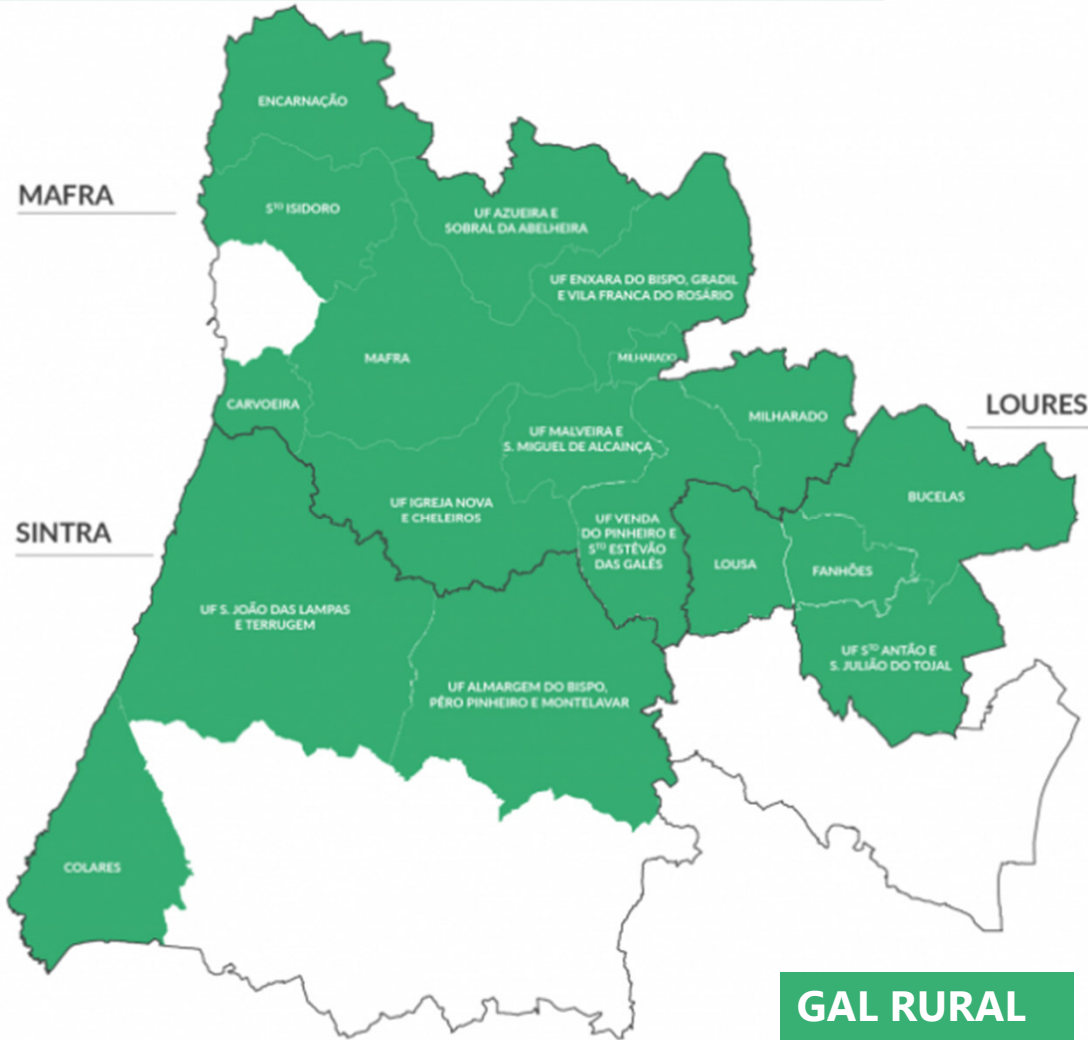 ENCARNAÇÃO
MAFRA
Sᵀᴼ ISIDORO
UF AZUEIRA E
SOBRAL DA ABELHEIRA
UF ENXARA DO BISPO, GRADIL
E VILA FRANCA DO ROSÁRIO
MAFRA
MILHARADO
CARVOEIRA
MILHARADO
LOURES
UF MALVEIRA E
S. MIGUEL DE ALCAINÇA
UF IGREJA NOVA
E CHELEIROS
BUCELAS
SINTRA
UF VENDA
DO PINHEIRO E
Sᵀᴼ ESTÊVÃO
DAS GALÉS
LOUSA
FANHÕES
UF S. JOÃO DAS LAMPAS
E TERRUGEM
UF Sᵀᴼ ANTÃO E
S. JULIÃO DO TOJAL
UF ALMARGEM DO BISPO,
PÊRO PINHEIRO E MONTELAVAR
COLARES
GAL RURAL